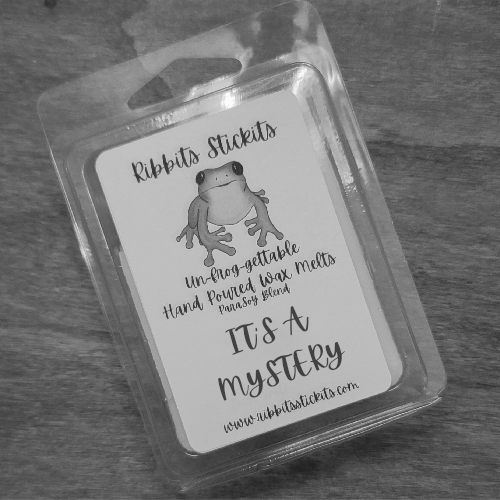 Ribbits Stickits
un-frog-gettable
Hand Poured Wax Melts
ParaSoy Blend
IT'S A
MYSTERY
www.ribbitsstickits.com